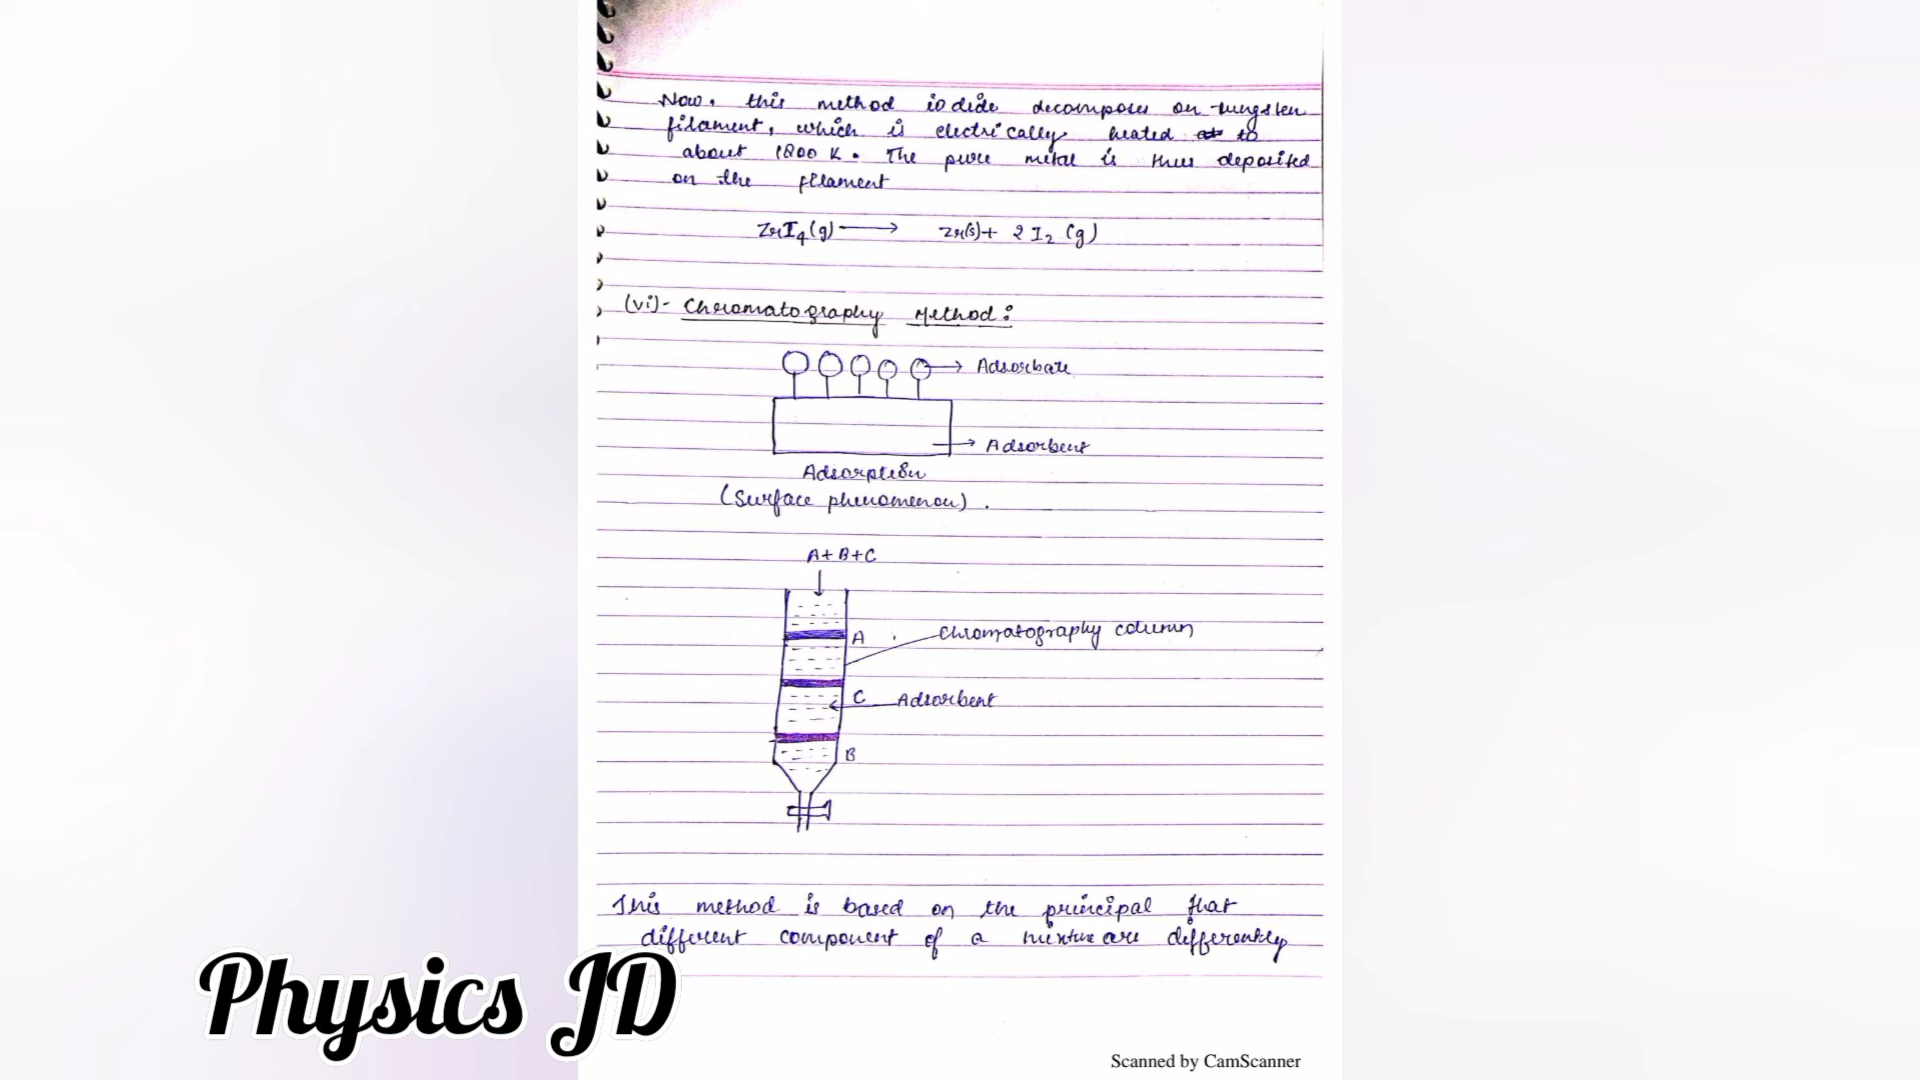 Now, this method iodide decomposes on tungsten
filament, which is electrically heated to
about 1800 K. The pure metal is thus deposited
on the filament
ZrI4(g) ⟶ Zr(s)+ 2 I2 (g)
(vi)- Chromatography Method:
Adsorbate
Adsorbent
Adsorption
(Surface phenomenon).
A+B+C
A
Chromatography column
C
Adsorbent
B
This method is based on the principal that
different component of a mixture are differently
Physics JD
Scanned by CamScanner